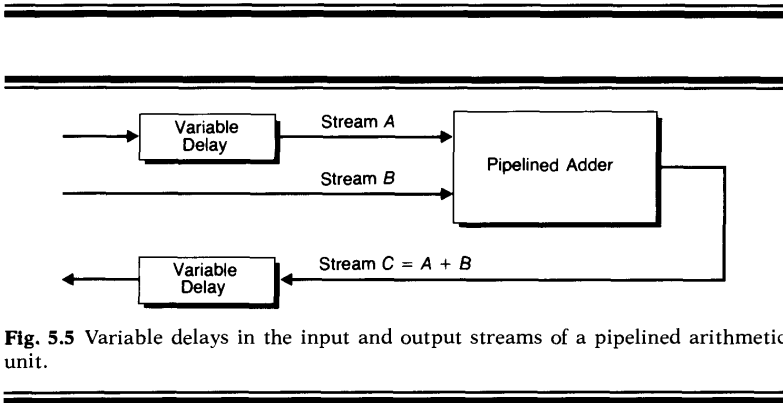 Variable
Delay
Stream A
Pipelined Adder
Stream B
Variable
Delay
Stream C = A + B
Fig. 5.5 Variable delays in the input and output streams of a pipelined arithmetic
unit.